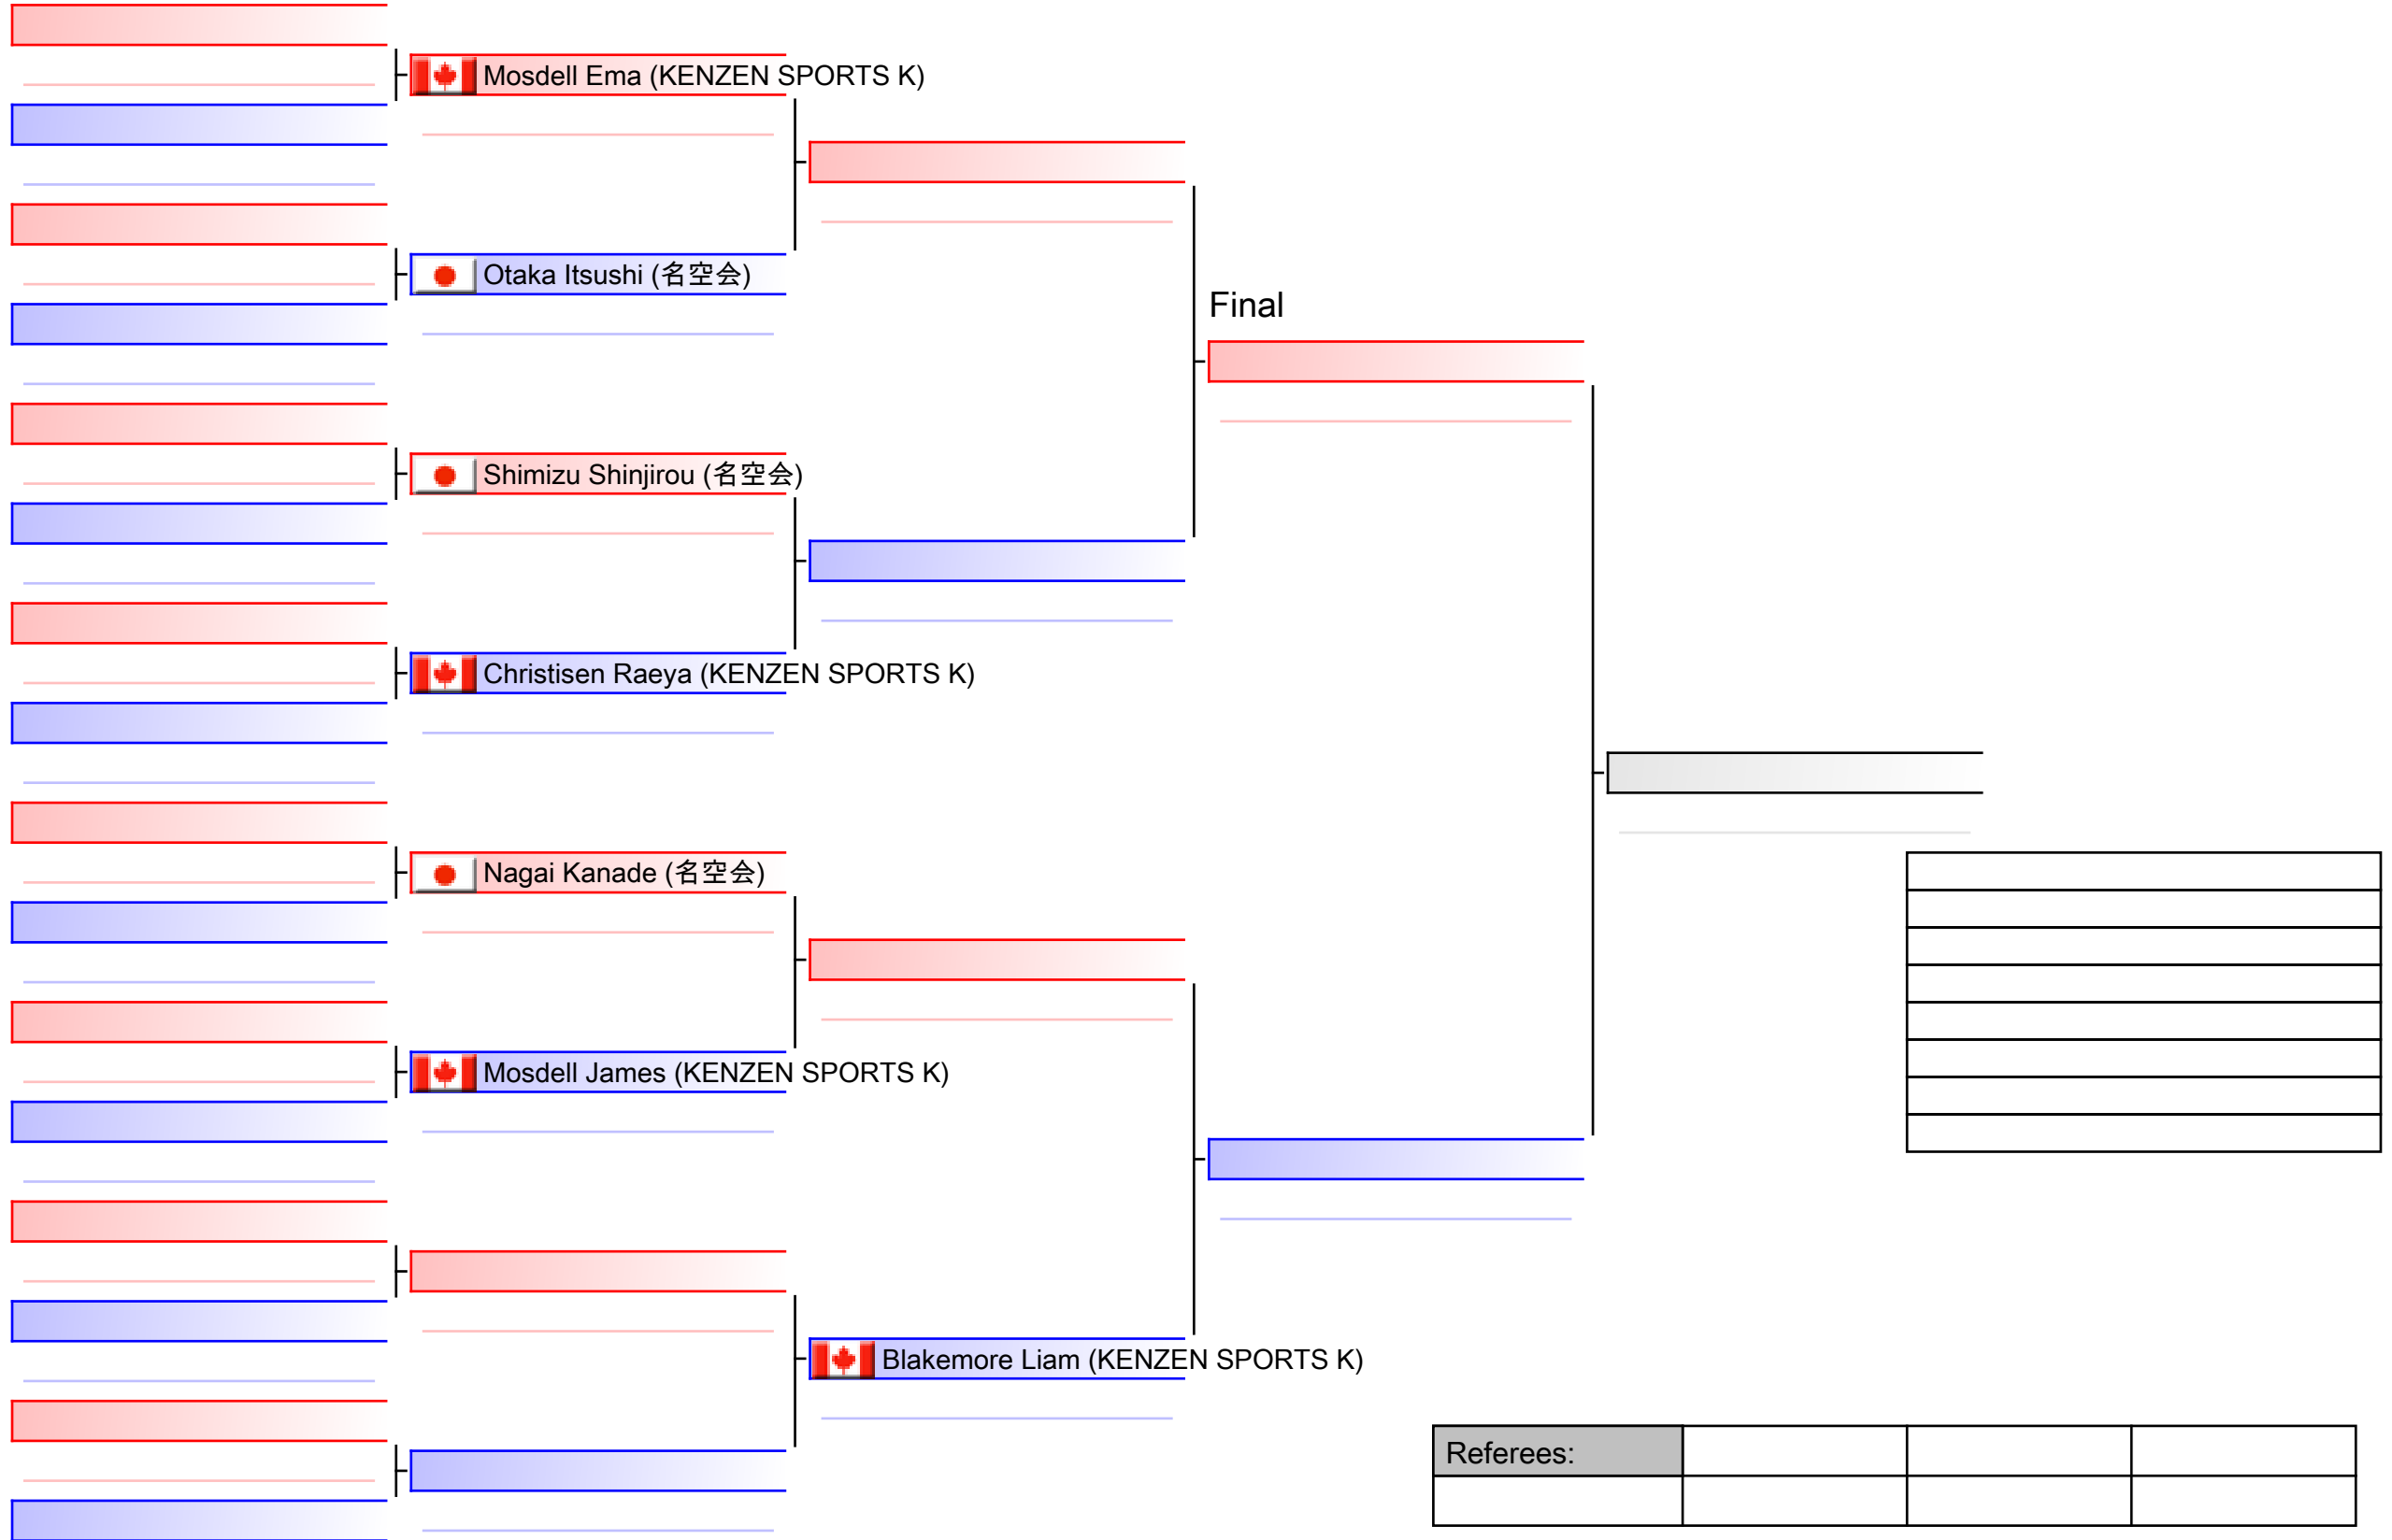 Mosdell Ema (KENZEN SPORTS K)
Otaka Itsushi (名空会)
Final
Shimizu Shinjirou (名空会)
Christisen Raeya (KENZEN SPORTS K)
Nagai Kanade (名空会)
Mosdell James (KENZEN SPORTS K)
Blakemore Liam (KENZEN SPORTS K)
Referees: